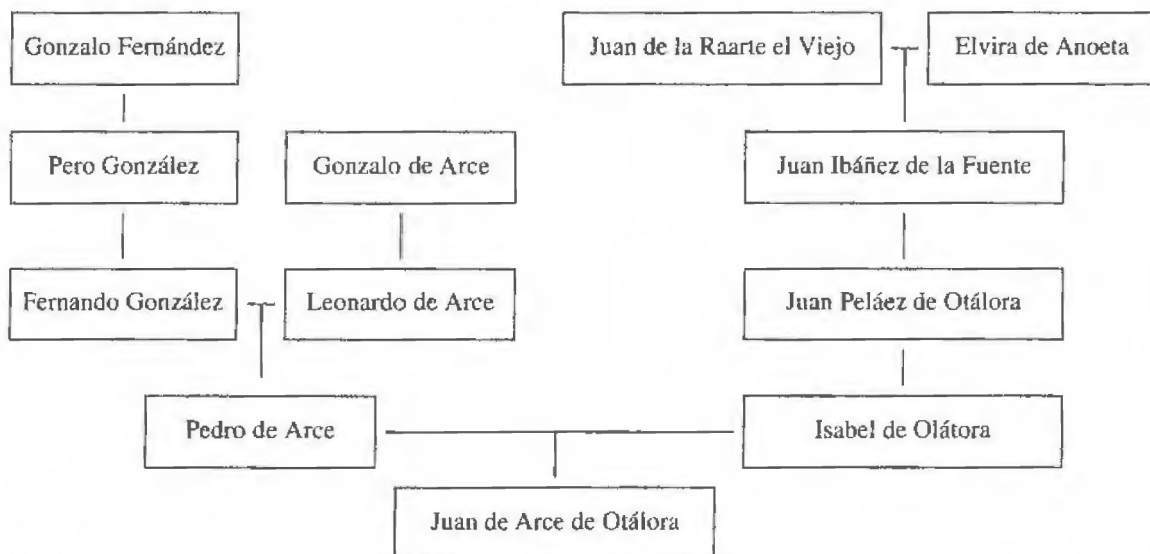 Gonzalo Fernández
Juan de la Raarte el Viejo
Elvira de Anoeta
Pero González
Gonzalo de Arce
Juan Ibáñez de la Fuente
Fernando González
Leonardo de Arce
Juan Peláez de Otálora
Pedro de Arce
Isabel de Olátora
Juan de Arce de Otálora